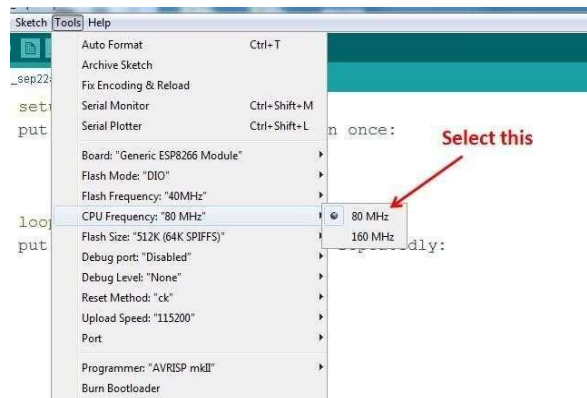 Sketch Tools Help
Auto Format Ctrl+T
Archive Sketch
_sep22
Fix Encoding & Reload
Serial Monitor Ctrl+Shift+M
Serial Plotter Ctrl+Shift+L
put n once:
Select this
Board: "Generic ESP8266 Module"
Flash Mode: "DIO"
Flash Frequency: "40MHz"
CPU Frequency: "80 MHz" 80 MHz
loop
Flash Size: "512K (64K SPIFFS)" 160 MHz
put repeatedly:
Debug port: "Disabled"
Debug Level: "None"
Reset Method: "ck"
Upload Speed: "115200"
Port
Programmer: "AVRISP mkII"
Burn Bootloader